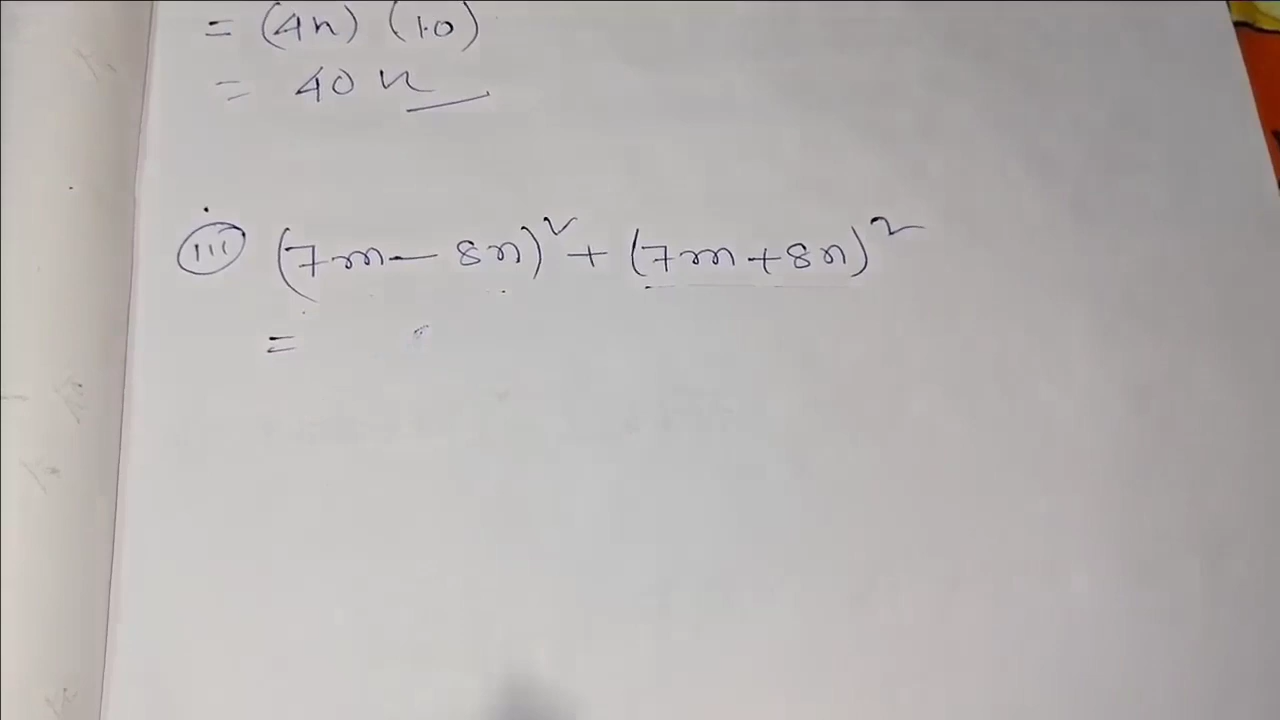 = (4n) (10)
= 40 n
(iii) (7m - 8n)² + (7m + 8n)²
=